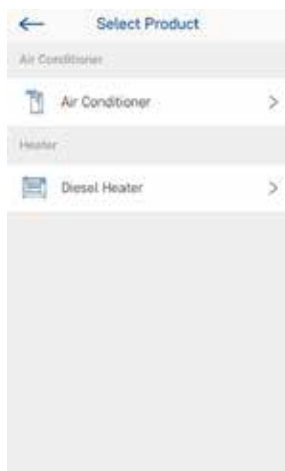 Select Product
Air Conditioner
Air Conditioner
Heater
Diesel Heater